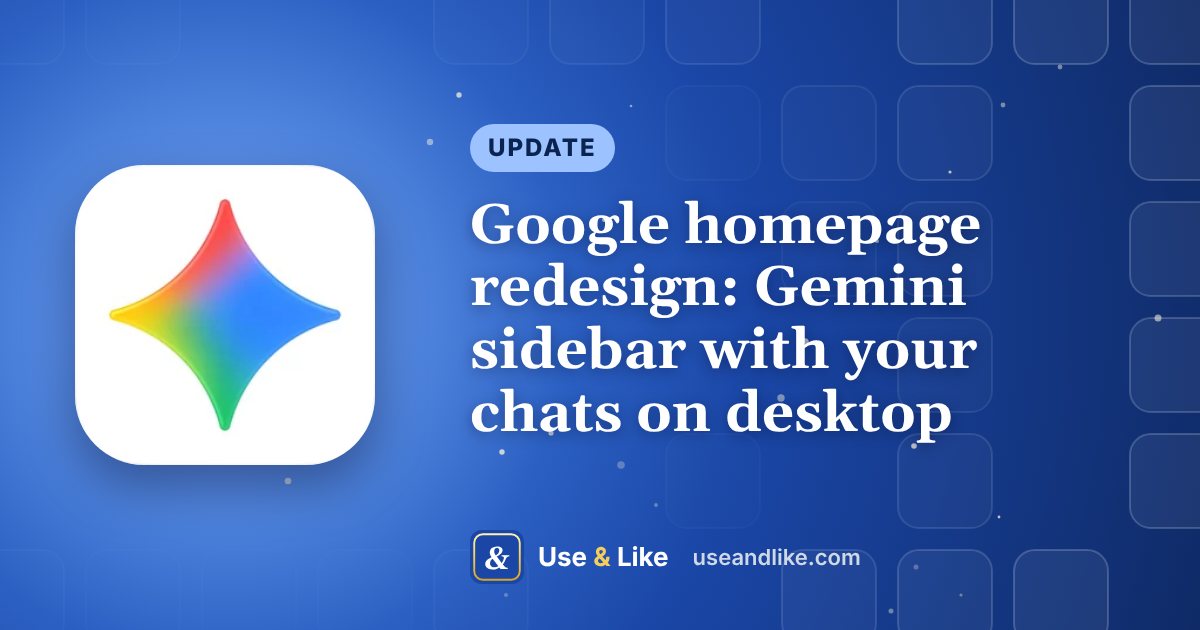 UPDATE
Google homepage
redesign: Gemini
sidebar with your
chats on desktop
& Use & Like useandlike.com